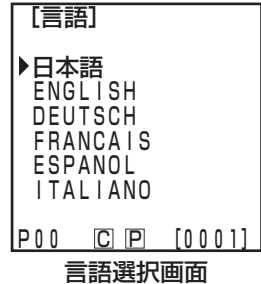 [言語]
▶日本語
ENGLISH
DEUTSCH
FRANCAIS
ESPANOL
ITALIANO
P00 C P [0001]
言語選択画面